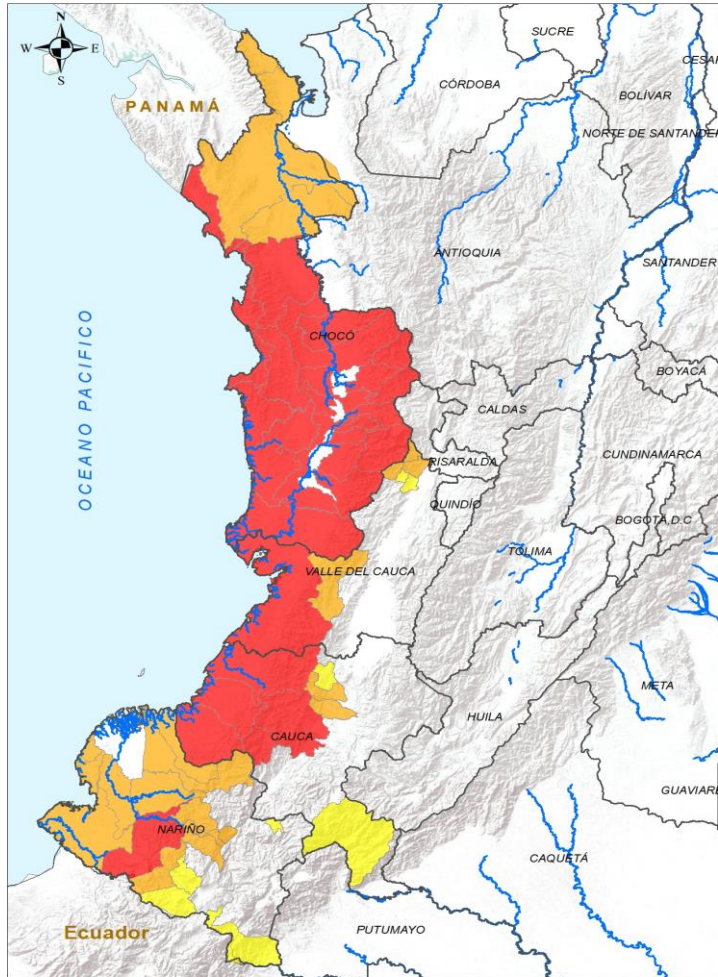 N
W E
S
PANAMÁ
SUCRE
CÓRDOBA
CESAR
BOLÍVAR
NORTE DE SANTANDER
ANTIOQUIA
SANTANDER
OCEANO PACIFICO
CHOCÓ
BOYACÁ
CALDAS
CUNDINAMARCA
RISARALDA
QUINDÍO
BOGOTÁ,D.C
TOLIMA
VALLE DEL CAUCA
META
HUILA
CAUCA
GUAVIARE
NARIÑO
CAQUETÁ
Ecuador
PUTUMAYO